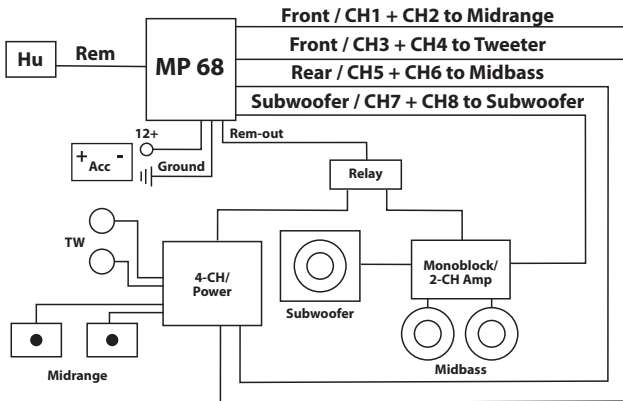 Front / CH1 + CH2 to Midrange
Hu
Rem
MP 68
Front / CH3 + CH4 to Tweeter
Rear / CH5 + CH6 to Midbass
Subwoofer / CH7 + CH8 to Subwoofer
12+
Rem-out
+ -
Acc
Ground
Relay
TW
4-CH/
Power
Monoblock/
2-CH Amp
Subwoofer
Midbass
Midrange